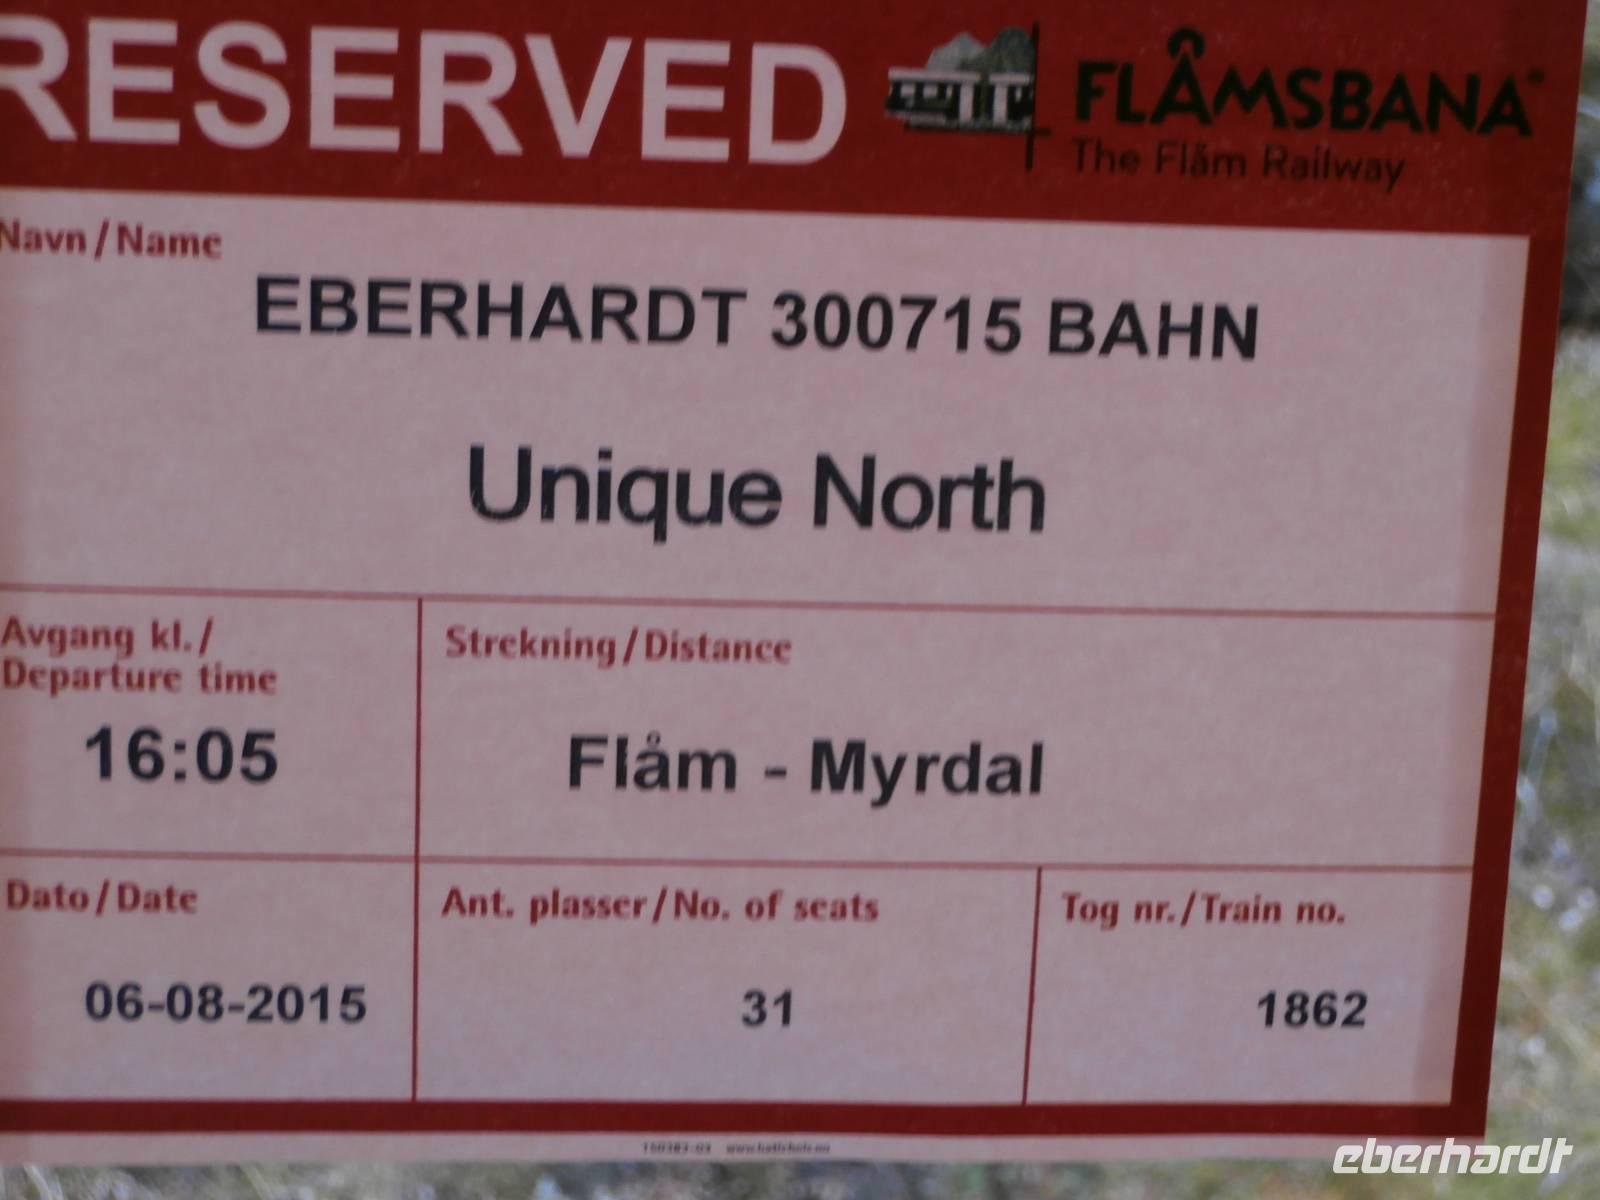 RESERVED
FLÅMSBANA
The Flåm Railway
Navn / Name
EBERHARDT 300715 BAHN
Unique North
Avgang kl. /
Departure time
16:05
Strekning / Distance
Flåm - Myrdal
Dato / Date
06-08-2015
Ant. plasser / No. of seats
31
Tog nr. / Train no.
1862
eberhardt